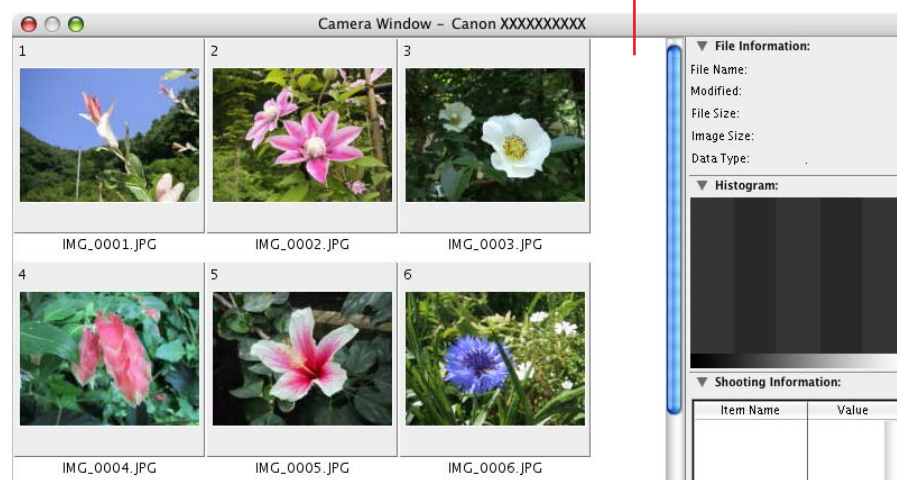 Camera Window – Canon XXXXXXXXXX
1
2
3
IMG_0001.JPG
IMG_0002.JPG
IMG_0003.JPG
4
5
6
IMG_0004.JPG
IMG_0005.JPG
IMG_0006.JPG
File Information:
File Name:
Modified:
File Size:
Image Size:
Data Type:
Histogram:
Shooting Information:
Item Name Value